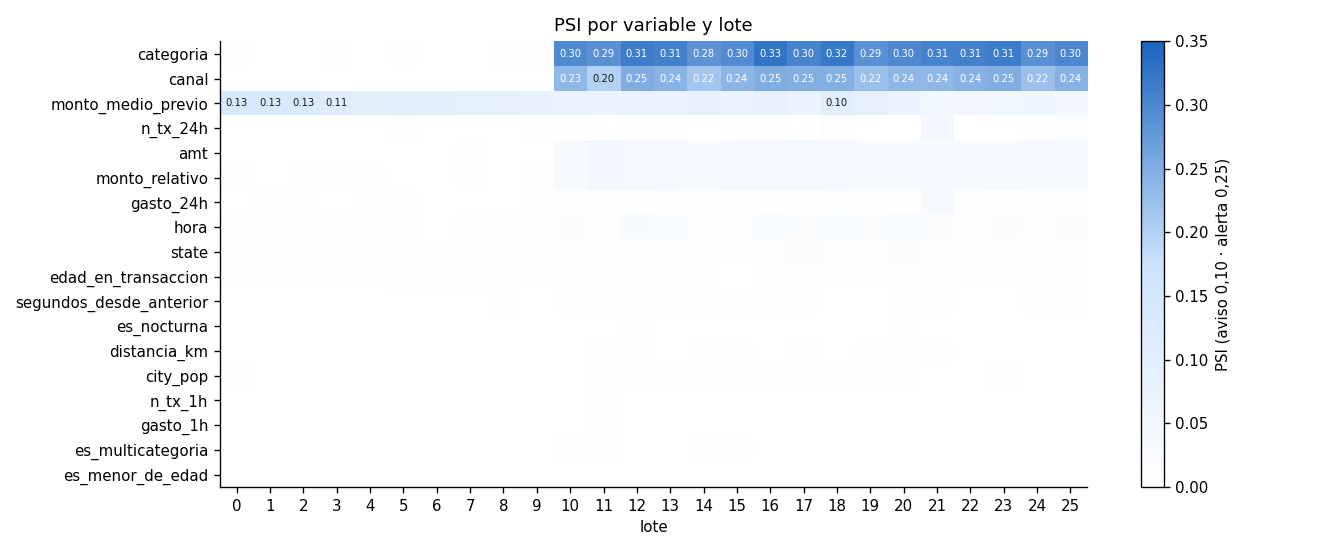 PSI por variable y lote
categoria 0.30 0.29 0.31 0.31 0.28 0.30 0.33 0.30 0.32 0.29 0.30 0.31 0.31 0.31 0.29 0.30
canal 0.23 0.20 0.25 0.24 0.22 0.24 0.25 0.25 0.25 0.22 0.24 0.24 0.24 0.25 0.22 0.24
monto_medio_previo 0.13 0.13 0.13 0.11 0.10
n_tx_24h
amt
monto_relativo
gasto_24h
hora
state
edad_en_transaccion
segundos_desde_anterior
es_nocturna
distancia_km
city_pop
n_tx_1h
gasto_1h
es_multicategoria
es_menor_de_edad
0 1 2 3 4 5 6 7 8 9 10 11 12 13 14 15 16 17 18 19 20 21 22 23 24 25
lote
0.35
0.30
0.25
0.20
0.15
0.10
0.05
0.00
PSI (aviso 0,10 · alerta 0,25)